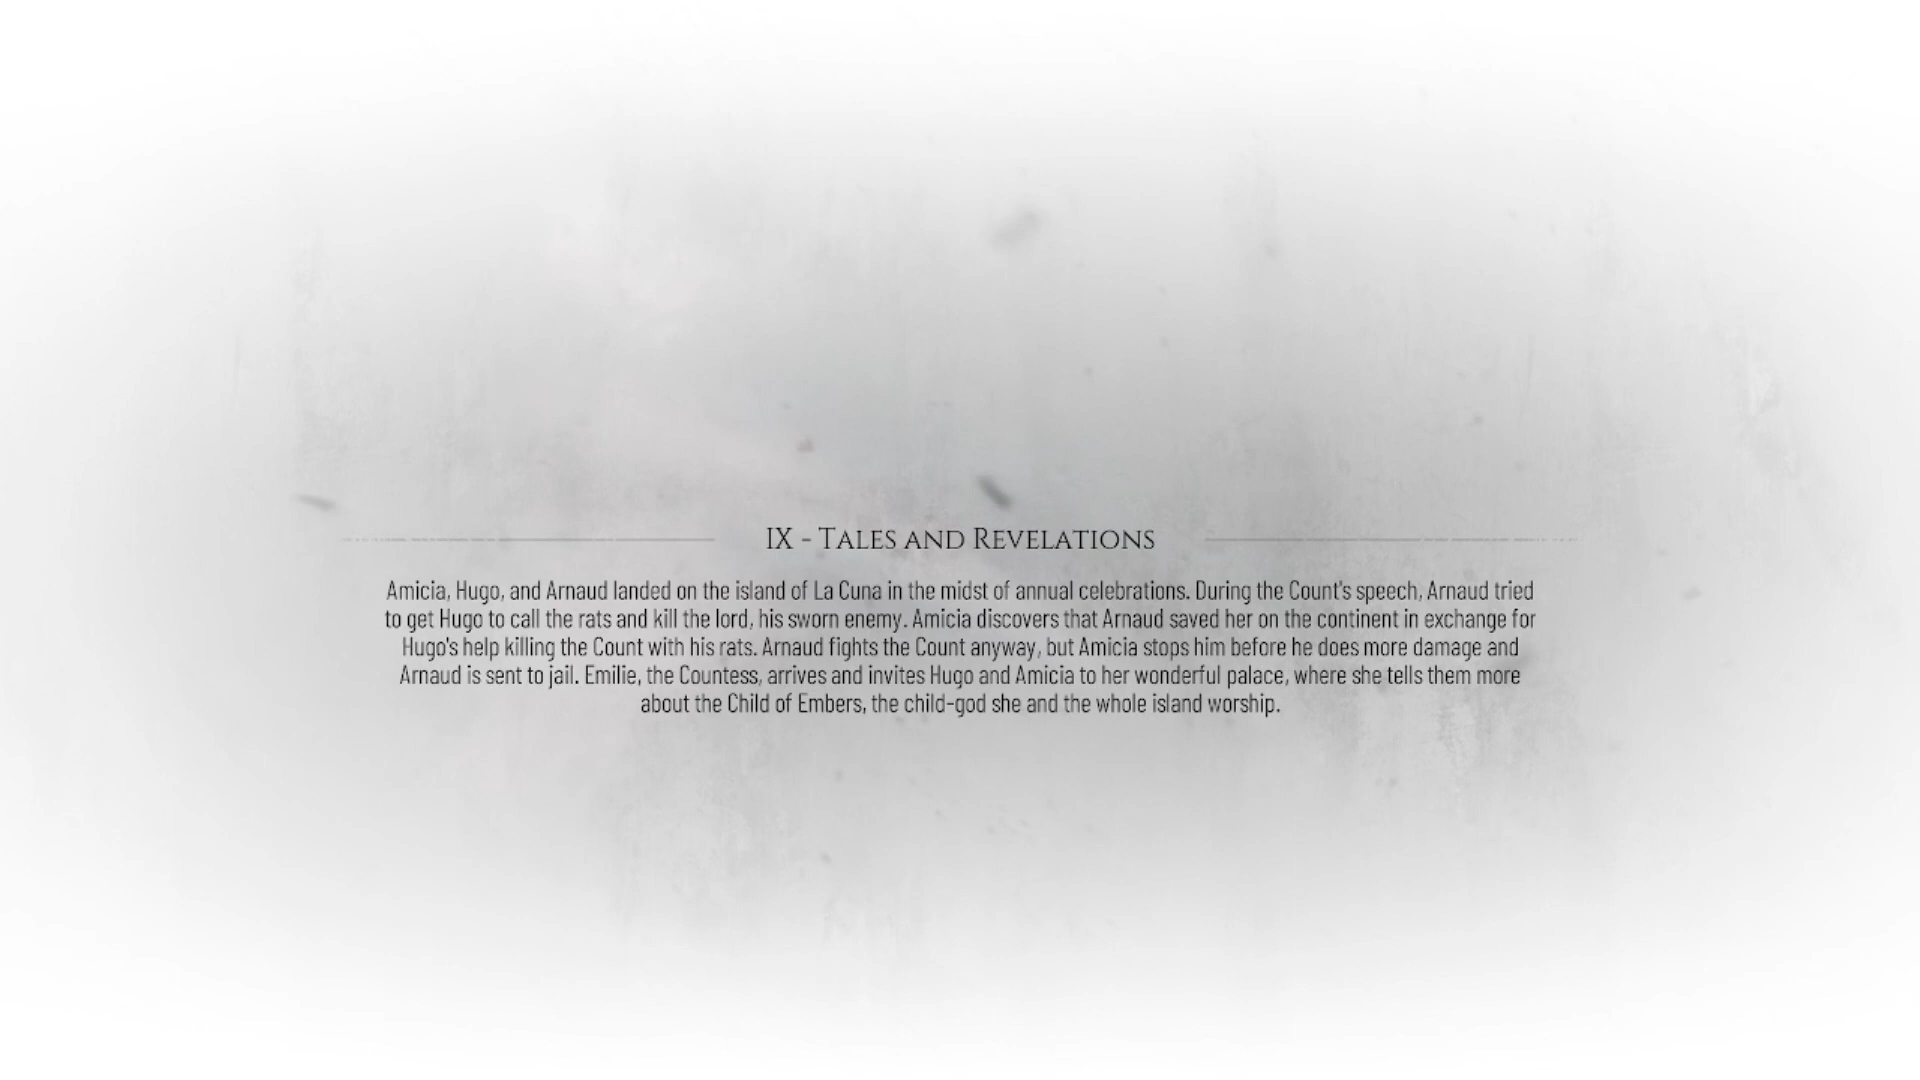 IX - Tales and Revelations
Amicia, Hugo, and Arnaud landed on the island of La Cuna in the midst of annual celebrations. During the Count's speech, Arnaud tried
to get Hugo to call the rats and kill the lord, his sworn enemy. Amicia discovers that Arnaud saved her on the continent in exchange for
Hugo's help killing the Count with his rats. Arnaud fights the Count anyway, but Amicia stops him before he does more damage and
Arnaud is sent to jail. Emilie, the Countess, arrives and invites Hugo and Amicia to her wonderful palace, where she tells them more
about the Child of Embers, the child-god she and the whole island worship.